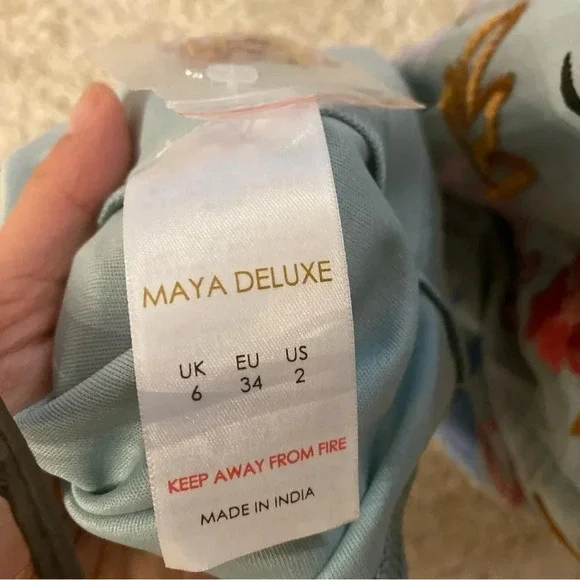 MAYA DELUXE
UK EU US
6 34 2
KEEP AWAY FROM FIRE
MADE IN INDIA